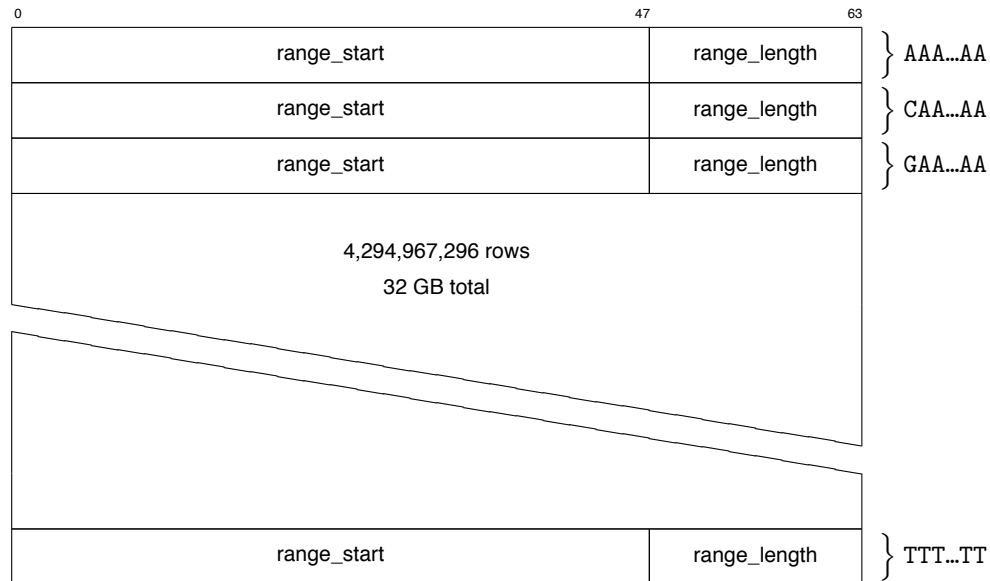 0 47 63
range_start range_length AAA…AA
range_start range_length CAA…AA
range_start range_length GAA…AA
4,294,967,296 rows
32 GB total
range_start range_length TTT…TT